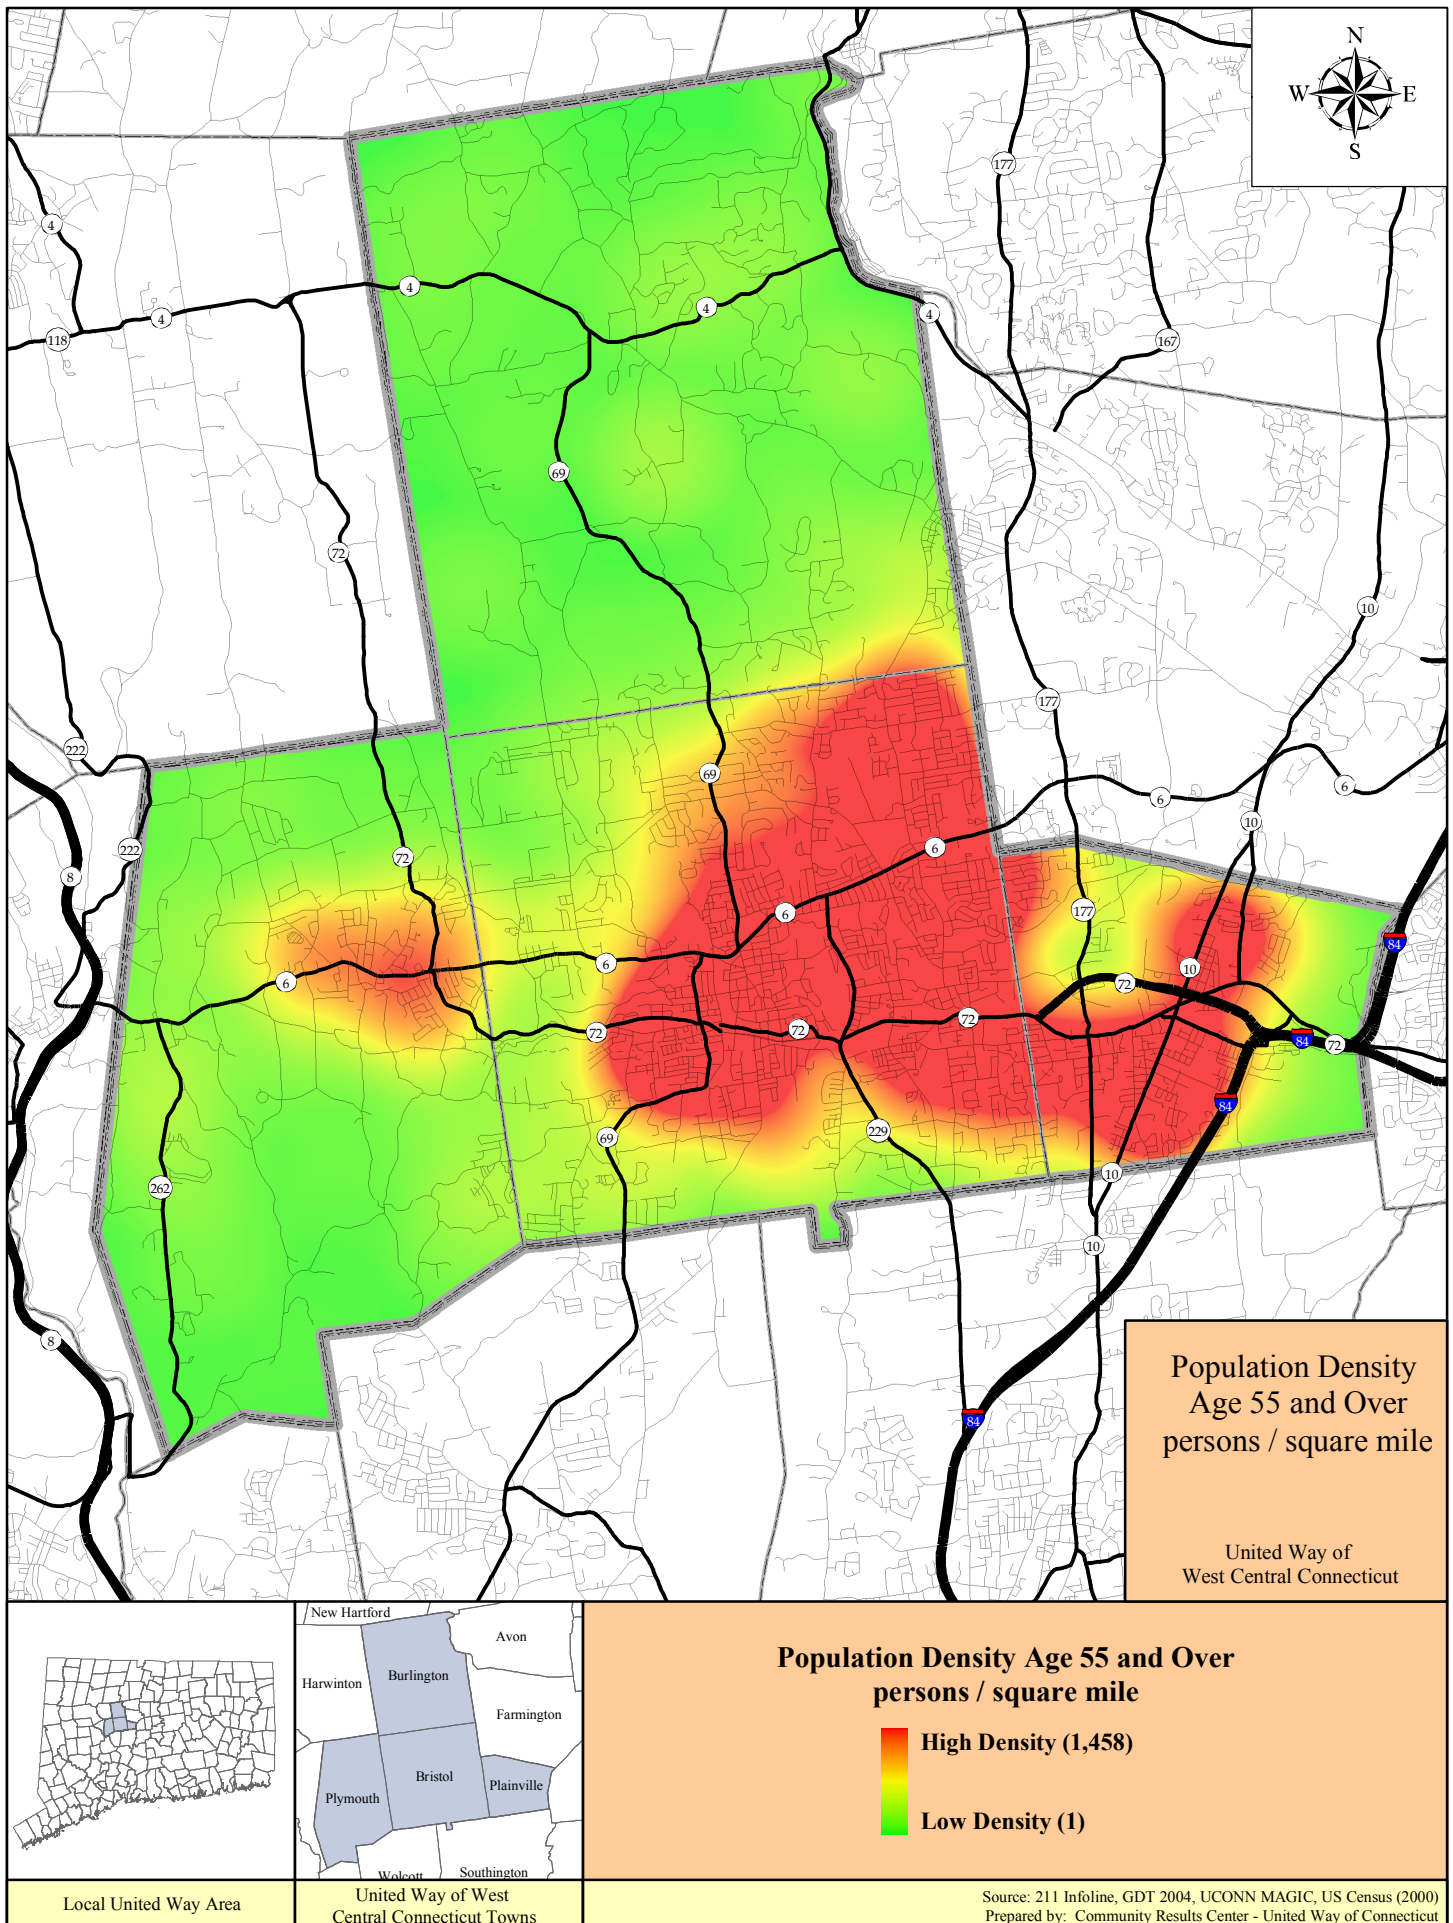 N
W E
S
177
4
4
4
4
4
118
167
69
72
10
177
222
69
6
6
10
222
72
6
8
6
177
84
6
10
6
72
72
72
72
84
72
84
69
229
10
262
10
8
84
Population Density
Age 55 and Over
persons / square mile
United Way of
West Central Connecticut
New Hartford
Avon
Burlington
Harwinton
Farmington
Bristol
Plainville
Plymouth
Wolcott
Southington
Population Density Age 55 and Over
persons / square mile
High Density (1,458)
Low Density (1)
Local United Way Area
United Way of West
Central Connecticut Towns
Source: 211 Infoline, GDT 2004, UCONN MAGIC, US Census (2000)
Prepared by: Community Results Center - United Way of Connecticut